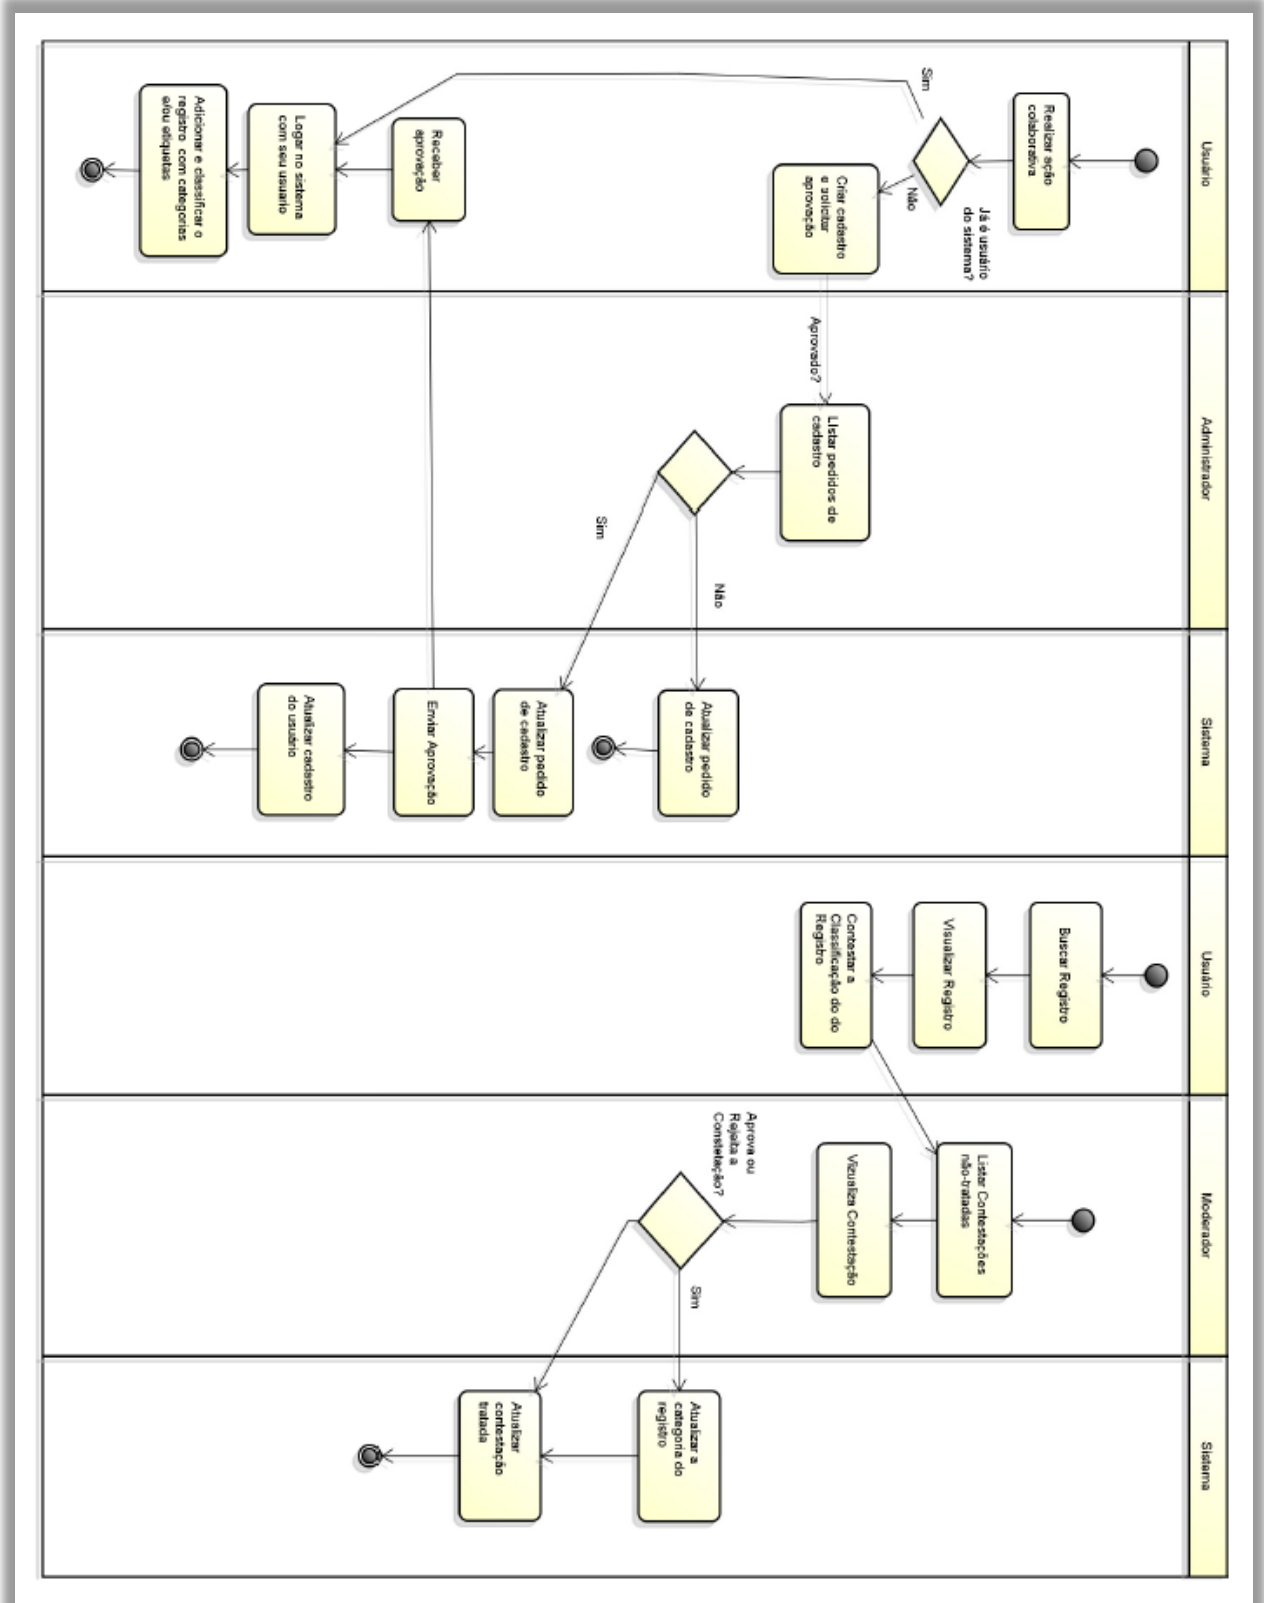 Usuário
Administrador
Sistema
Usuário
Moderador
Sistema
Realizar ação
colaborativa
Já é usuário
do sistema?
Sim
Não
Criar cadastro
e solicitar
aprovação
Aprovado?
Listar pedidos de
cadastro
Não
Sim
Atualizar pedido
de cadastro
Atualizar pedido
de cadastro
Enviar Aprovação
Atualizar cadastro
do usuário
Receber
aprovação
Logar no sistema
com seu usuario
Adicionar e classificar o
registro com categorias
e/ou etiquetas
Buscar Registro
Visualizar Registro
Contestar a
Classificação do do
Registro
Listar Contestações
não-tratadas
Vizualiza Contestação
Aprova ou
Rejeita a
Constetação?
Sim
Atualizar a
categoria do
registro
Atualizar
contestação
tratada